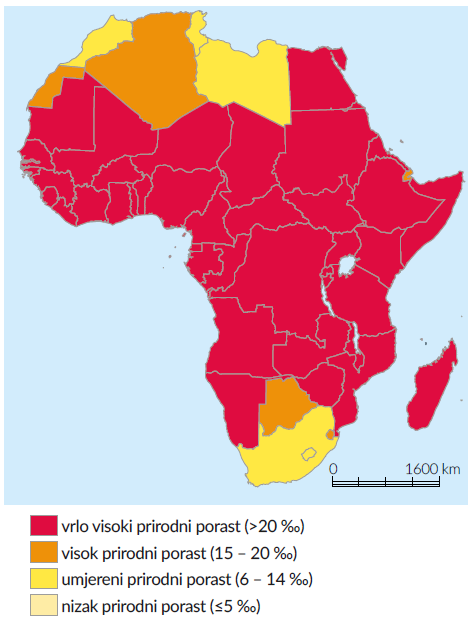 0 1600 km
vrlo visoki prirodni porast (>20 ‰)
visok prirodni porast (15 – 20 ‰)
umjereni prirodni porast (6 – 14 ‰)
nizak prirodni porast (≤5 ‰)